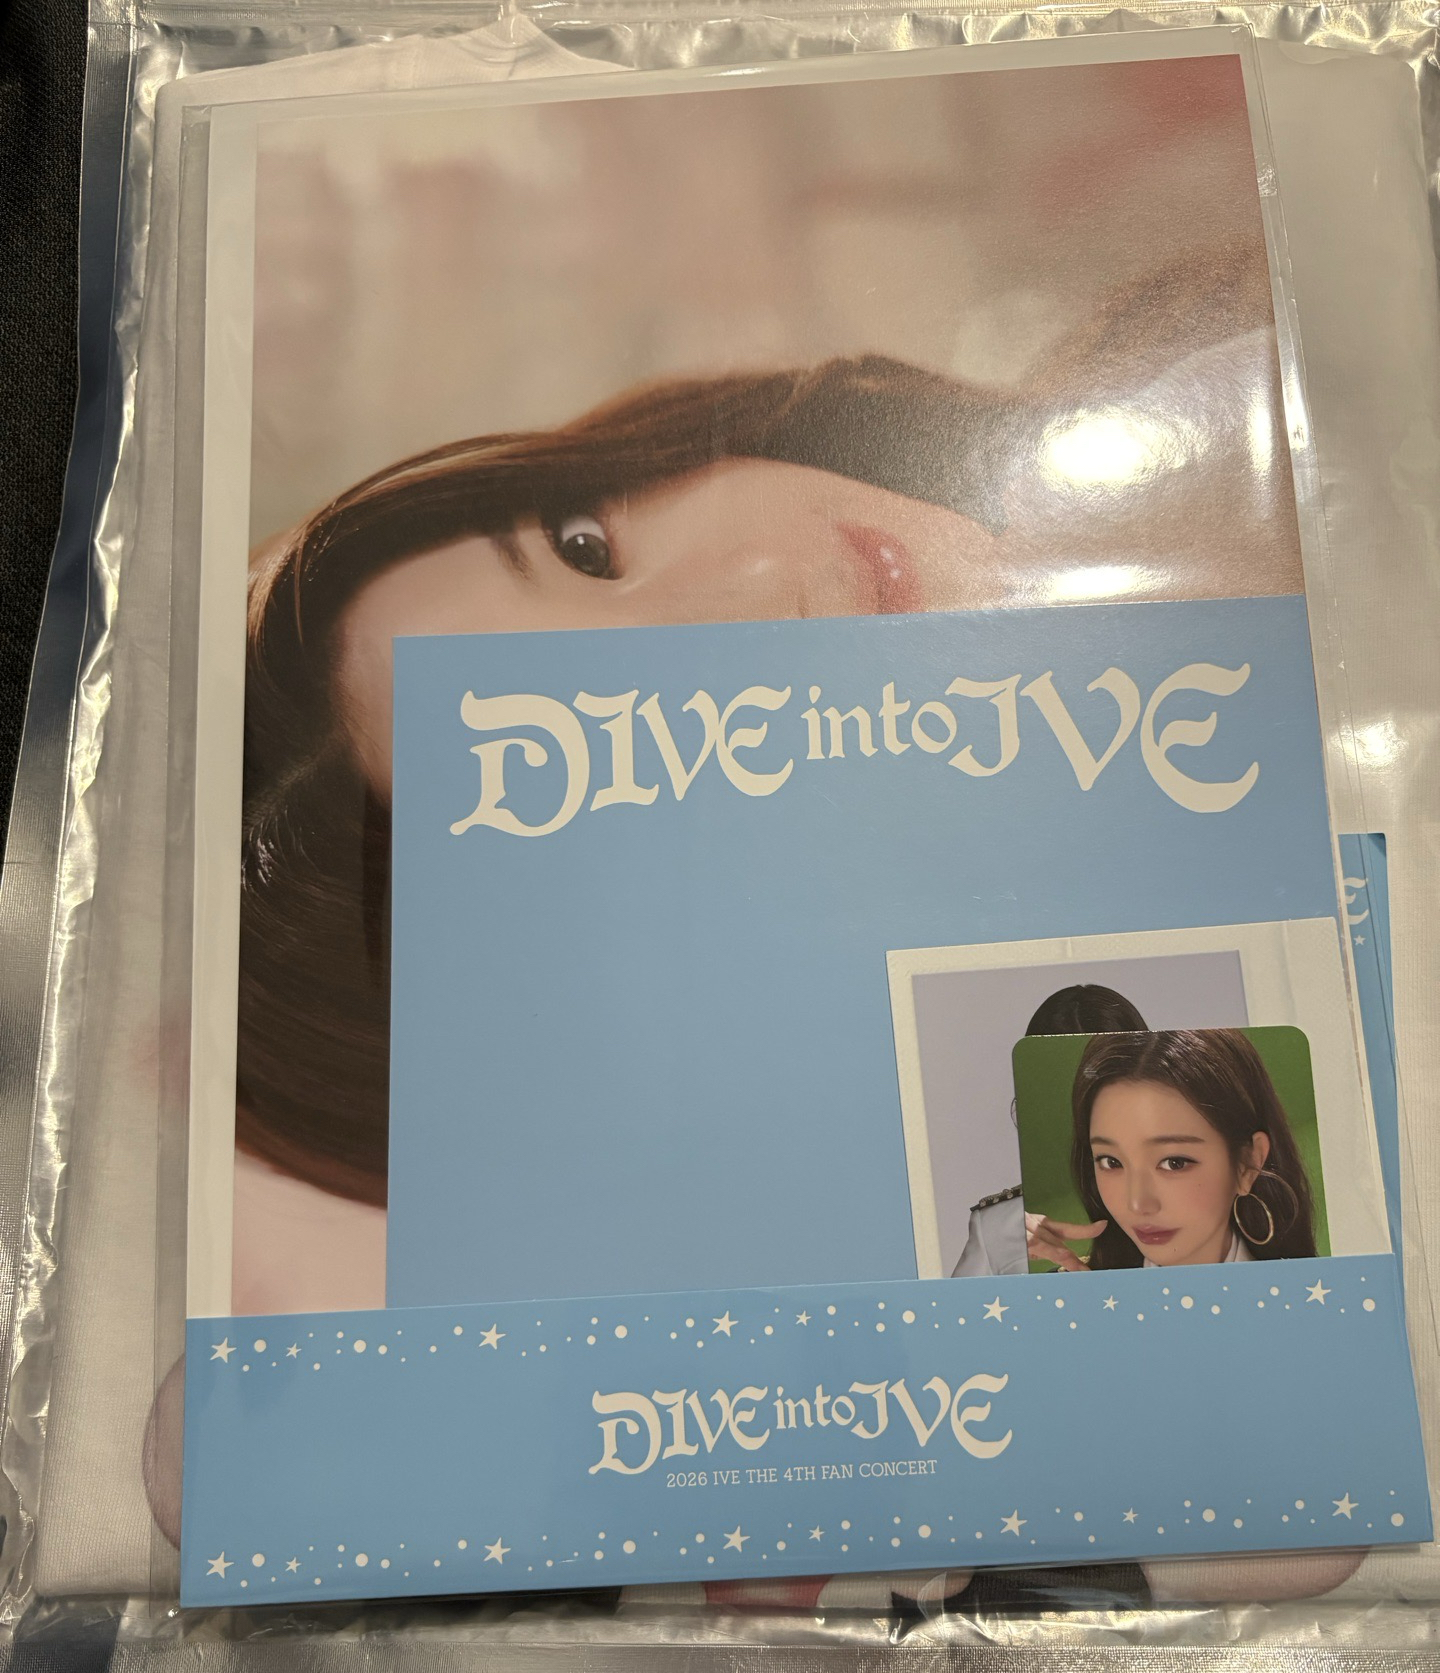 DIVE into IVE
DIVE into IVE
2026 IVE THE 4TH FAN CONCERT